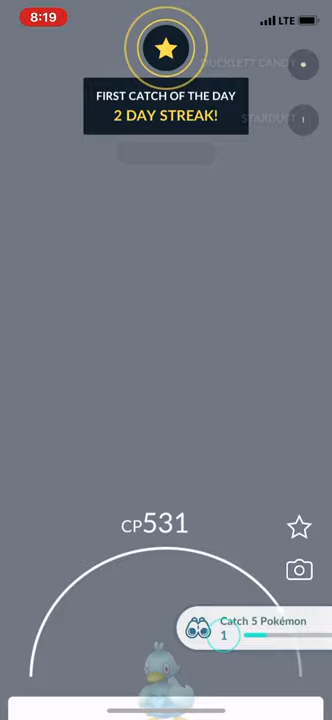 8:19
LTE
DUCKLETT CANDY
FIRST CATCH OF THE DAY
2 DAY STREAK!
STARDUST
CP531
Catch 5 Pokémon
1